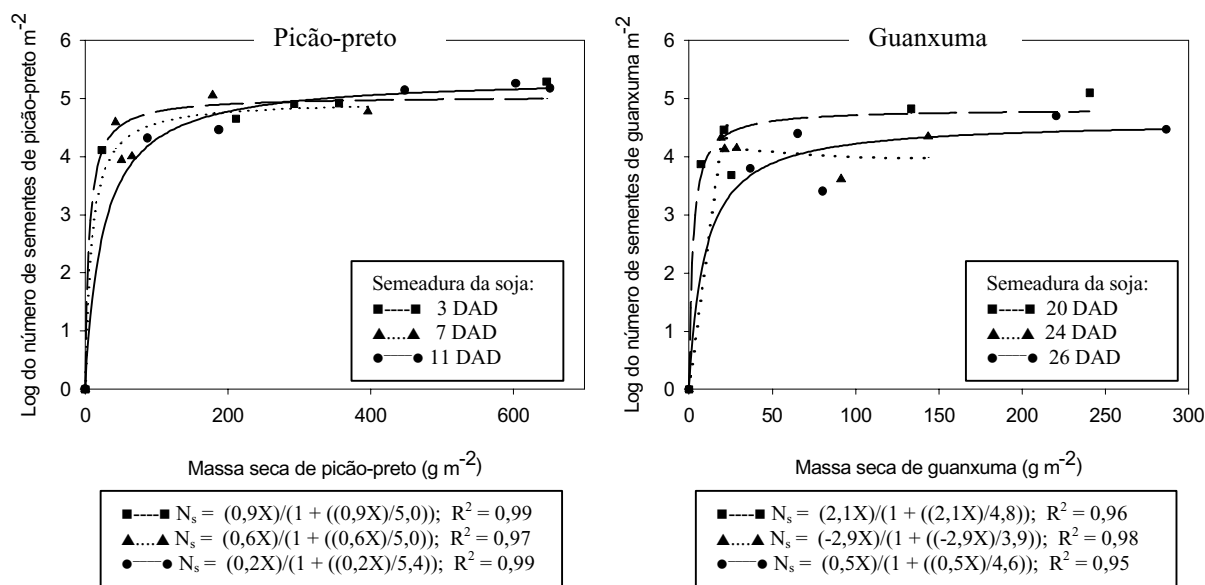 Picão-preto
Log do número de sementes de picão-preto m-2
6
5
4
3
2
1
0
Semeadura da soja:
3 DAD
7 DAD
11 DAD
0 200 400 600
Massa seca de picão-preto (g m-2)
Ns = (0,9X)/(1 + ((0,9X)/5,0)); R2 = 0,99
Ns = (0,6X)/(1 + ((0,6X)/5,0)); R2 = 0,97
Ns = (0,2X)/(1 + ((0,2X)/5,4)); R2 = 0,99
Guanxuma
Log do número de sementes de guanxuma m-2
6
5
4
3
2
1
0
Semeadura da soja:
20 DAD
24 DAD
26 DAD
0 50 100 150 200 250 300
Massa seca de guanxuma (g m-2)
Ns = (2,1X)/(1 + ((2,1X)/4,8)); R2 = 0,96
Ns = (-2,9X)/(1 + ((-2,9X)/3,9)); R2 = 0,98
Ns = (0,5X)/(1 + ((0,5X)/4,6)); R2 = 0,95